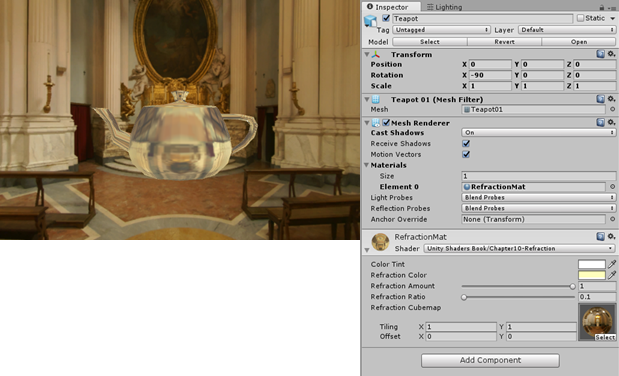 Inspector Lighting
Teapot Static
Tag Untagged Layer Default
Model Select Revert Open
Transform
Position X 0 Y 0 Z 0
Rotation X -90 Y 0 Z 0
Scale X 1 Y 1 Z 1
Teapot 01 (Mesh Filter)
Mesh Teapot01
Mesh Renderer
Cast Shadows On
Receive Shadows
Motion Vectors
Materials
Size 1
Element 0 RefractionMat
Light Probes Blend Probes
Reflection Probes Blend Probes
Anchor Override None (Transform)
RefractionMat
Shader Unity Shaders Book/Chapter10-Refraction
Color Tint
Refraction Color
Refraction Amount 1
Refraction Ratio 0.1
Refraction Cubemap
Tiling X 1 Y 1
Offset X 0 Y 0
Select
Add Component